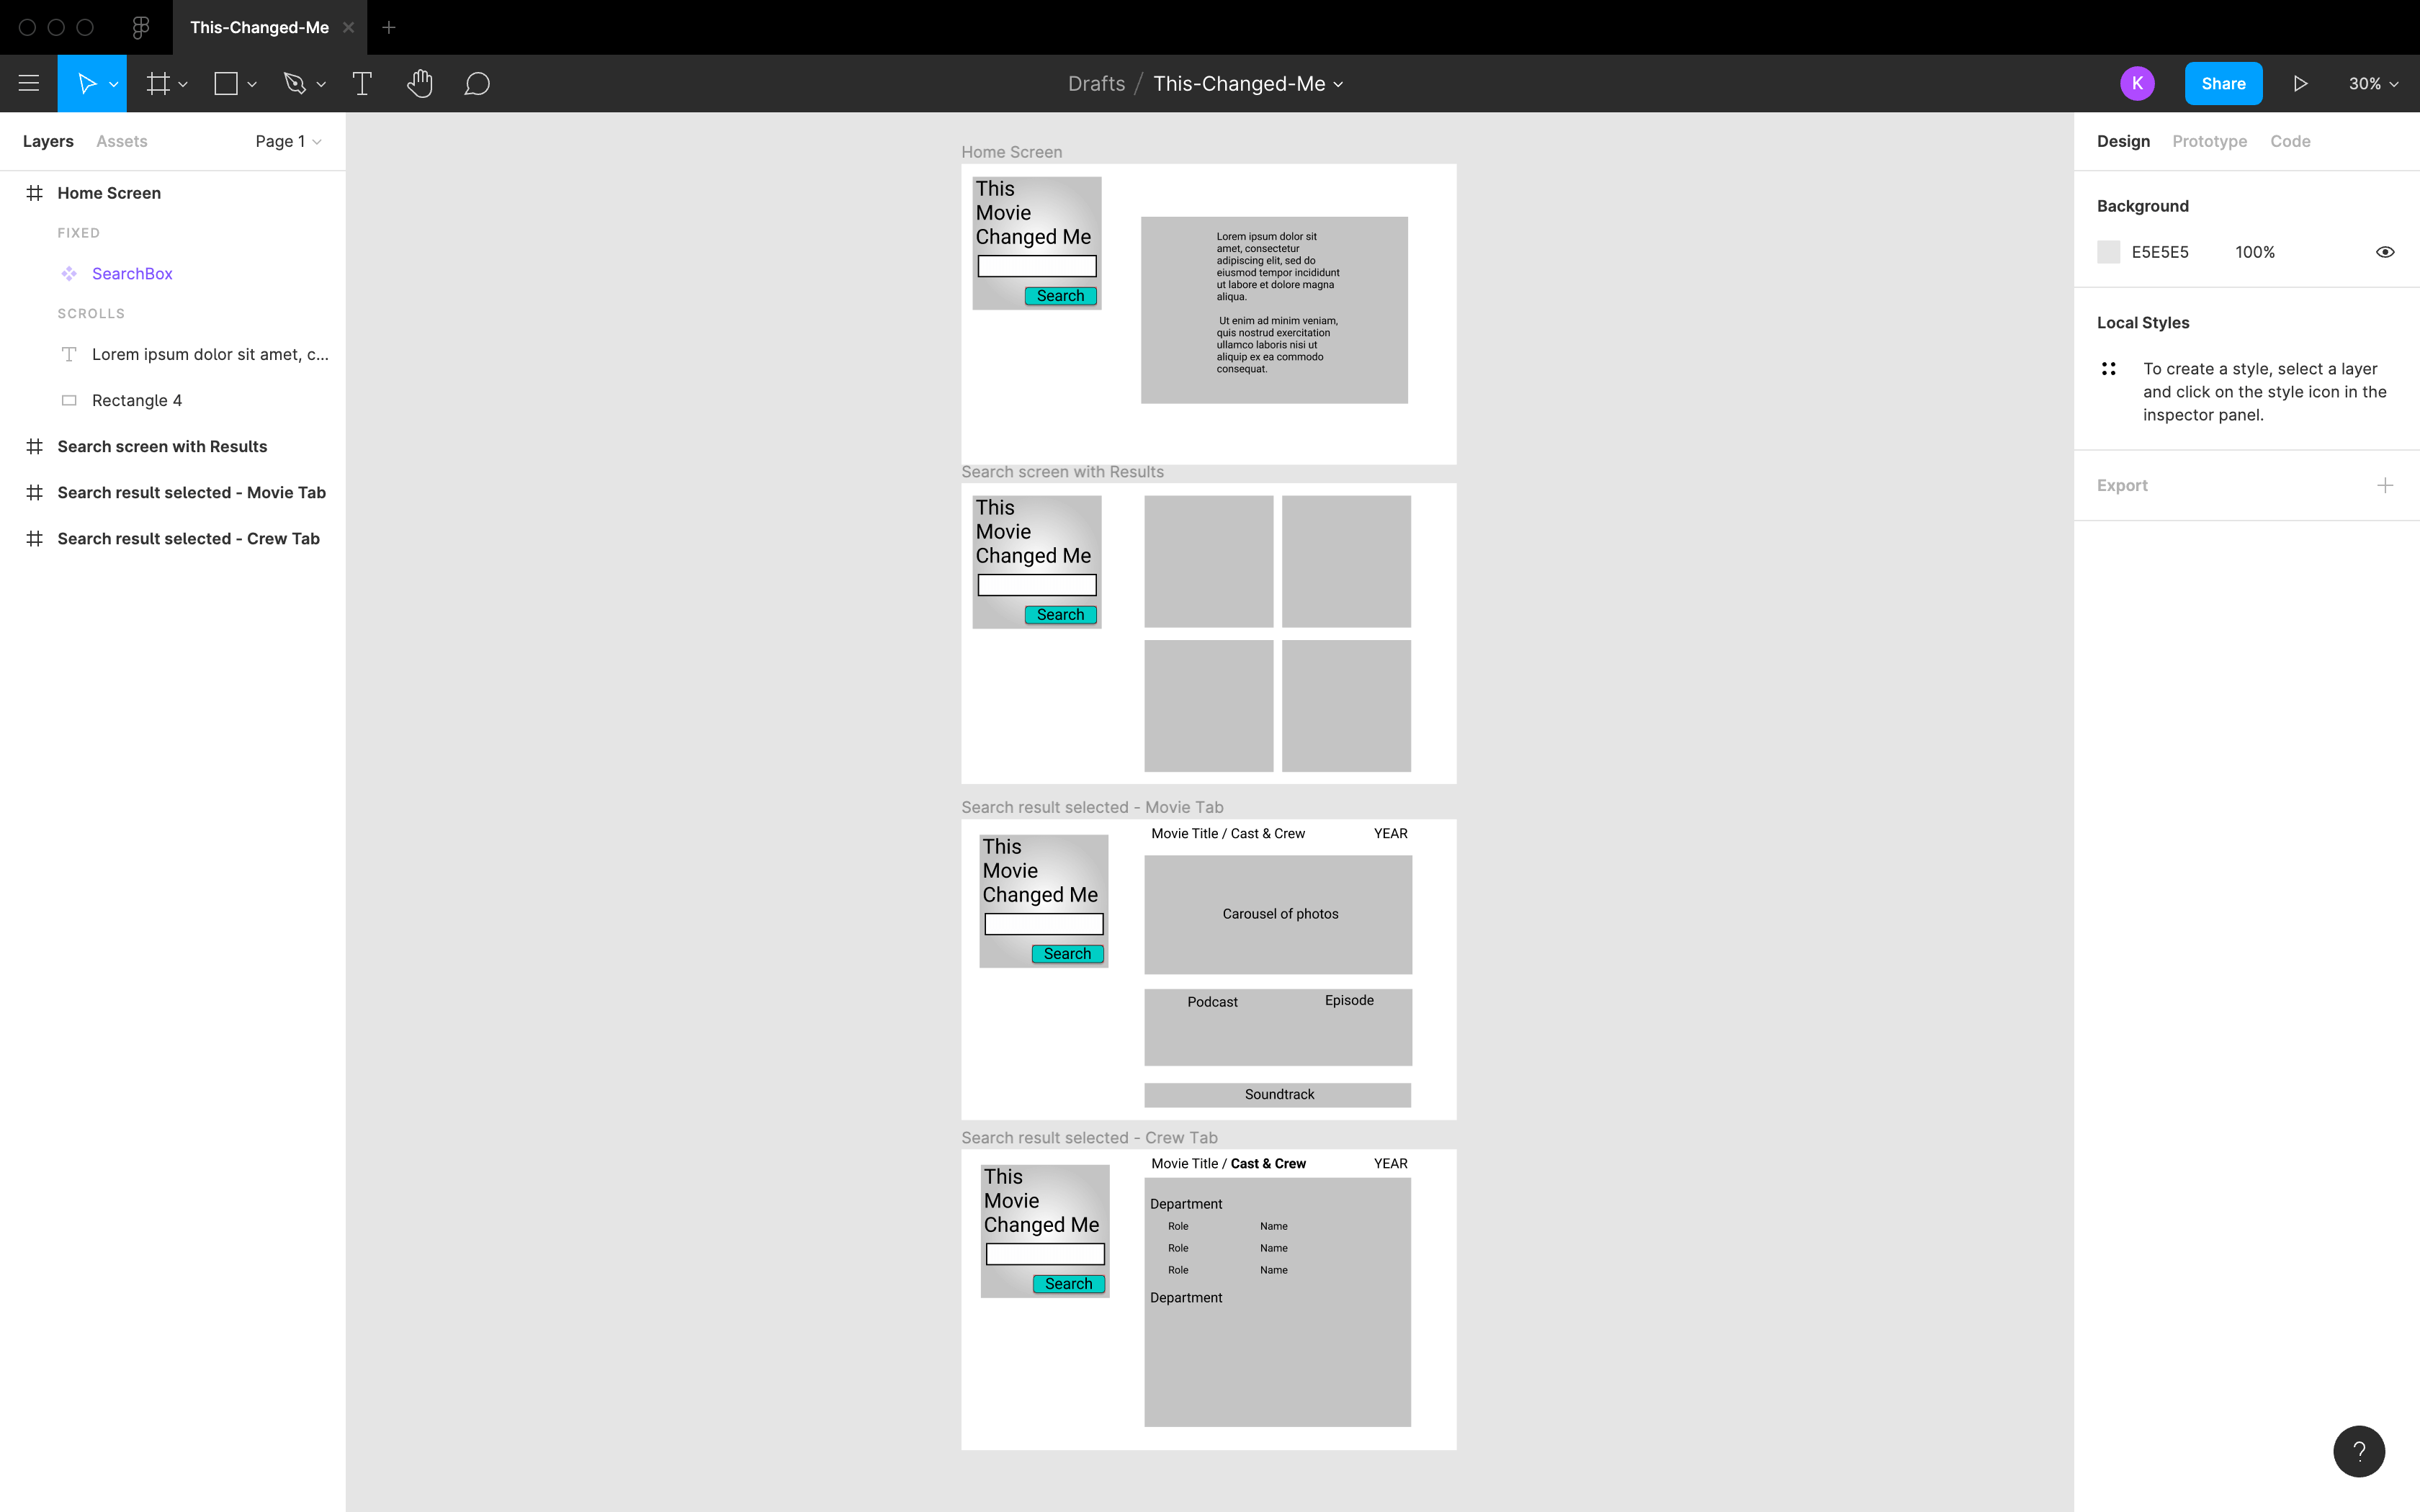 This-Changed-Me
Drafts / This-Changed-Me
K
Share
30%
Layers
Assets
Page 1
Home Screen
FIXED
SearchBox
SCROLLS
Lorem ipsum dolor sit amet, c...
Rectangle 4
Search screen with Results
Search result selected - Movie Tab
Search result selected - Crew Tab
Home Screen
This
Movie
Changed Me
Search
Lorem ipsum dolor sit
amet, consectetur
adipiscing elit, sed do
eiusmod tempor incididunt
ut labore et dolore magna
aliqua.
Ut enim ad minim veniam,
quis nostrud exercitation
ullamco laboris nisi ut
aliquip ex ea commodo
consequat.
Search screen with Results
This
Movie
Changed Me
Search
Search result selected - Movie Tab
This
Movie
Changed Me
Search
Movie Title / Cast & Crew
YEAR
Carousel of photos
Podcast
Episode
Soundtrack
Search result selected - Crew Tab
This
Movie
Changed Me
Search
Movie Title / Cast & Crew
YEAR
Department
Role Name
Role Name
Role Name
Department
Design
Prototype
Code
Background
E5E5E5
100%
Local Styles
To create a style, select a layer
and click on the style icon in the
inspector panel.
Export
?